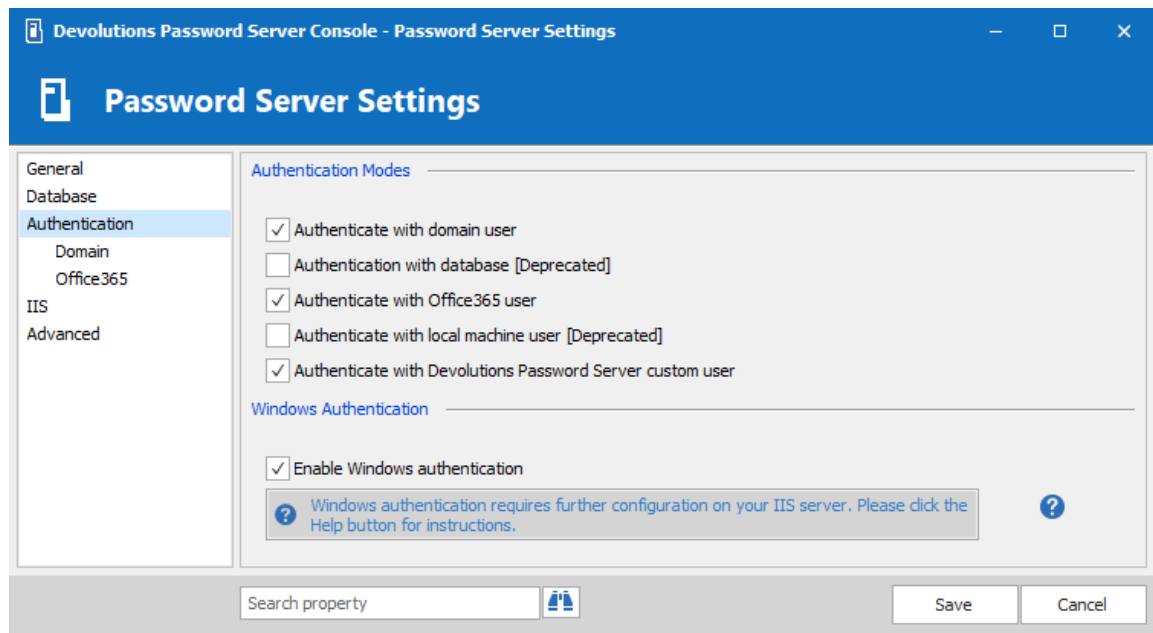 Devolutions Password Server Console - Password Server Settings
Password Server Settings
General
Database
Authentication
Domain
Office365
IIS
Advanced
Authentication Modes
Authenticate with domain user
Authentication with database [Deprecated]
Authenticate with Office365 user
Authenticate with local machine user [Deprecated]
Authenticate with Devolutions Password Server custom user
Windows Authentication
Enable Windows authentication
Windows authentication requires further configuration on your IIS server. Please click the
Help button for instructions.
Search property
Save
Cancel